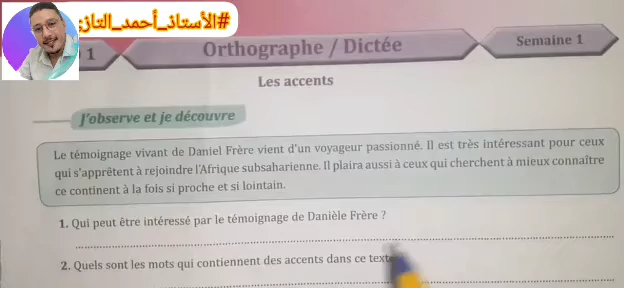 #الأستاذ_أحمد_التازي
1
Orthographe / Dictée
Semaine 1
Les accents
J'observe et je découvre
Le témoignage vivant de Daniel Frère vient d'un voyageur passionné. Il est très intéressant pour ceux
qui s'apprêtent à rejoindre l'Afrique subsaharienne. Il plaira aussi à ceux qui cherchent à mieux connaître
ce continent à la fois si proche et si lointain.
1. Qui peut être intéressé par le témoignage de Danièle Frère ?
2. Quels sont les mots qui contiennent des accents dans ce texte